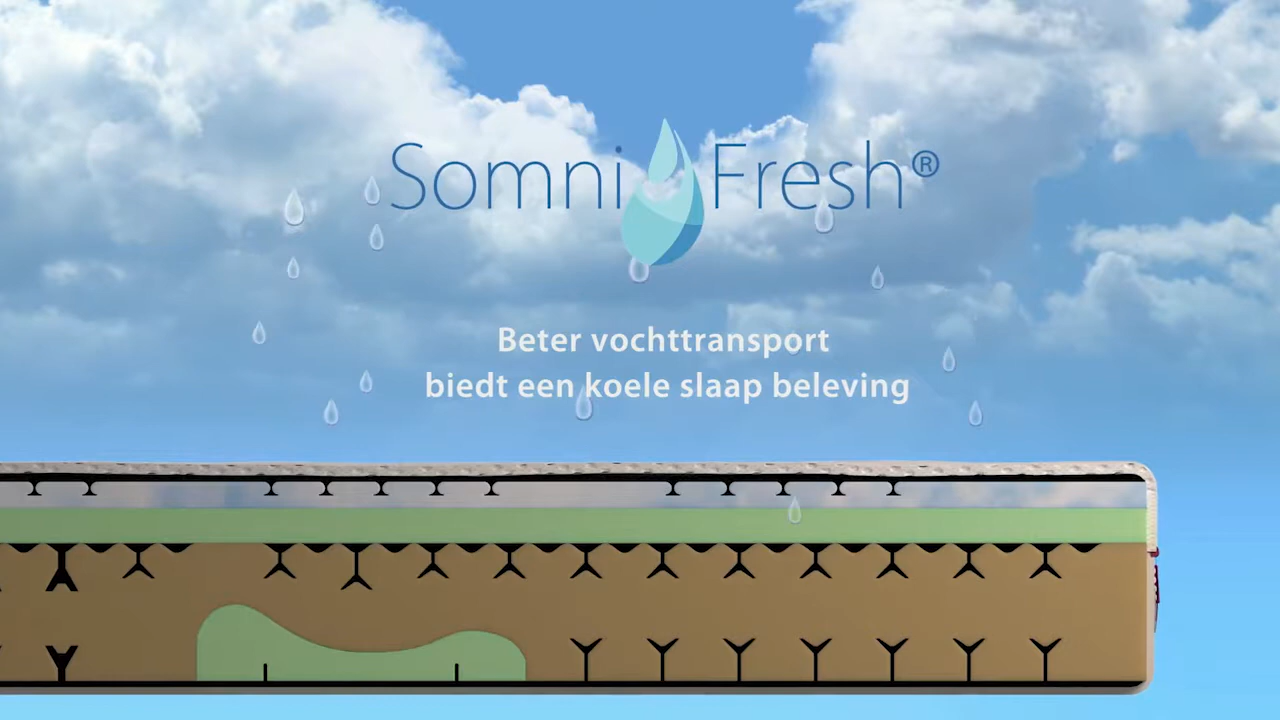 Somni Fresh®
Beter vochttransport
biedt een koele slaap beleving